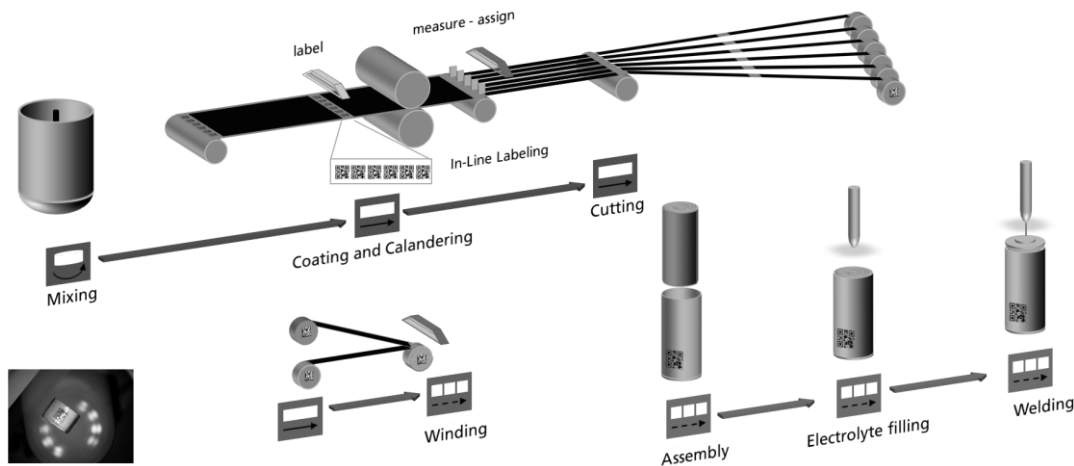 measure - assign
label
In-Line Labeling
Cutting
Coating and Calandering
Mixing
Winding
Assembly
Electrolyte filling
Welding